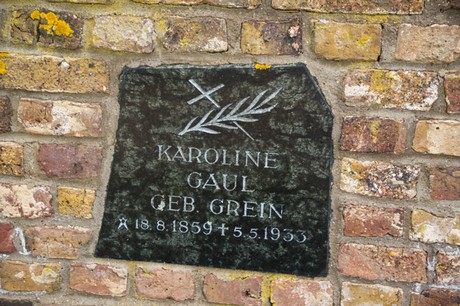 KAROLINE
GAUL
GEB. GREIN
* 18.8.1859 † 5.5.1933